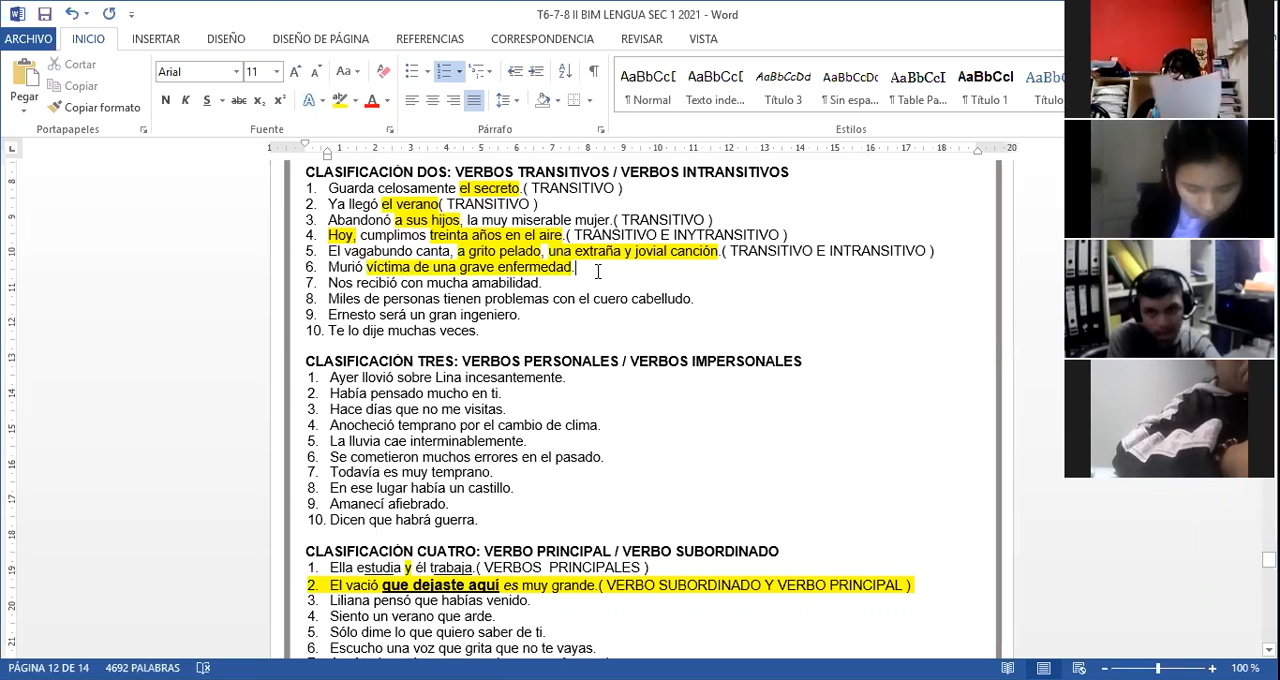 T6-7-8 II BIM LENGUA SEC 1 2021 - Word
ARCHIVO INICIO INSERTAR DISEÑO DISEÑO DE PÁGINA REFERENCIAS CORRESPONDENCIA REVISAR VISTA
Cortar
Copiar
Pegar Copiar formato
Arial 11
N K S abc x₂ x²
AaBbCcI AaBbCcI AaBbCcDd AaBbCcDc AaBbCcI AaBbCcI AaBbC
¶ Normal Texto inde... Título 3 ¶ Sin espa... ¶ Table Pa... ¶ Título 1 Título
Portapapeles Fuente Párrafo Estilos
CLASIFICACIÓN DOS: VERBOS TRANSITIVOS / VERBOS INTRANSITIVOS
1. Guarda celosamente el secreto.( TRANSITIVO )
2. Ya llegó el verano( TRANSITIVO )
3. Abandonó a sus hijos, la muy miserable mujer.( TRANSITIVO )
4. Hoy, cumplimos treinta años en el aire.( TRANSITIVO E INYTRANSITIVO )
5. El vagabundo canta, a grito pelado, una extraña y jovial canción.( TRANSITIVO E INTRANSITIVO )
6. Murió víctima de una grave enfermedad.
7. Nos recibió con mucha amabilidad.
8. Miles de personas tienen problemas con el cuero cabelludo.
9. Ernesto será un gran ingeniero.
10. Te lo dije muchas veces.
CLASIFICACIÓN TRES: VERBOS PERSONALES / VERBOS IMPERSONALES
1. Ayer llovió sobre Lina incesantemente.
2. Había pensado mucho en ti.
3. Hace días que no me visitas.
4. Anocheció temprano por el cambio de clima.
5. La lluvia cae interminablemente.
6. Se cometieron muchos errores en el pasado.
7. Todavía es muy temprano.
8. En ese lugar había un castillo.
9. Amanecí afiebrado.
10. Dicen que habrá guerra.
CLASIFICACIÓN CUATRO: VERBO PRINCIPAL / VERBO SUBORDINADO
1. Ella estudia y él trabaja.( VERBOS PRINCIPALES )
2. El vació que dejaste aquí es muy grande.( VERBO SUBORDINADO Y VERBO PRINCIPAL )
3. Liliana pensó que habías venido.
4. Siento un verano que arde.
5. Sólo dime lo que quiero saber de ti.
6. Escucho una voz que grita que no te vayas.
PÁGINA 12 DE 14 4692 PALABRAS 100 %